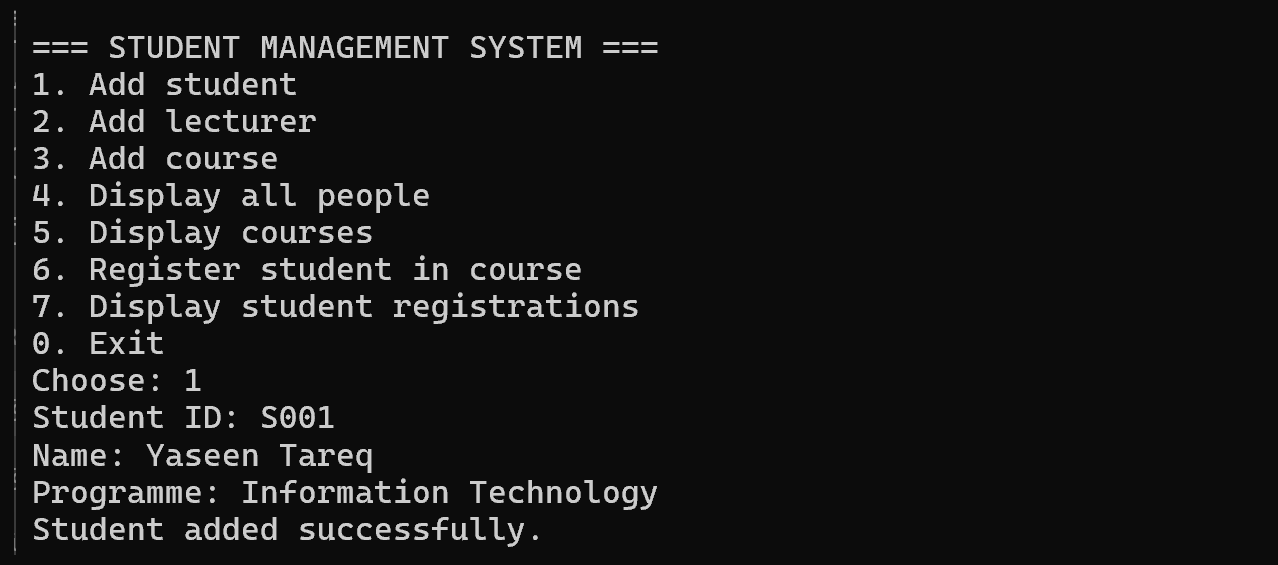 === STUDENT MANAGEMENT SYSTEM ===
1. Add student
2. Add lecturer
3. Add course
4. Display all people
5. Display courses
6. Register student in course
7. Display student registrations
0. Exit
Choose: 1
Student ID: S001
Name: Yaseen Tareq
Programme: Information Technology
Student added successfully.